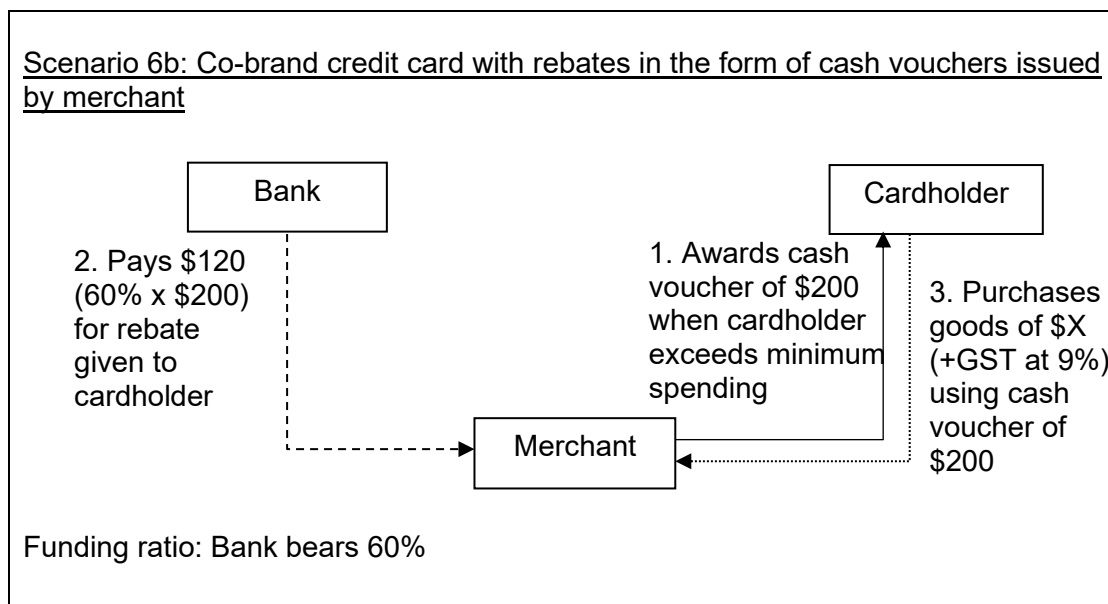 Scenario 6b: Co-brand credit card with rebates in the form of cash vouchers issued
by merchant
Bank
Cardholder
2. Pays $120
(60% x $200)
for rebate
given to
cardholder
1. Awards cash
voucher of $200
when cardholder
exceeds minimum
spending
3. Purchases
goods of $X
(+GST at 9%)
using cash
voucher of
$200
Merchant
Funding ratio: Bank bears 60%